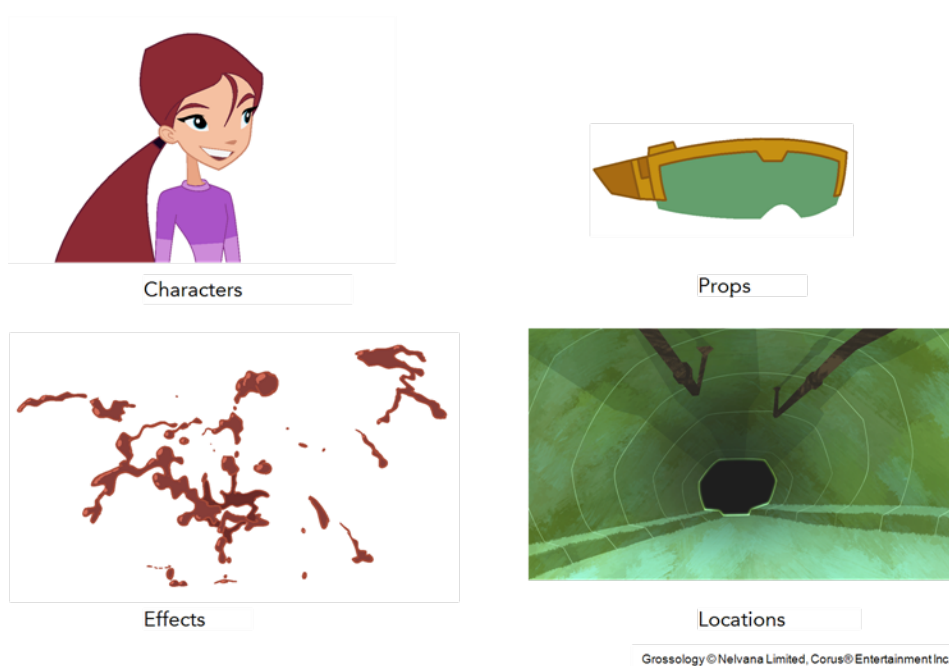 Characters
Props
Effects
Locations
Grossology © Nelvana Limited, Corus® Entertainment Inc